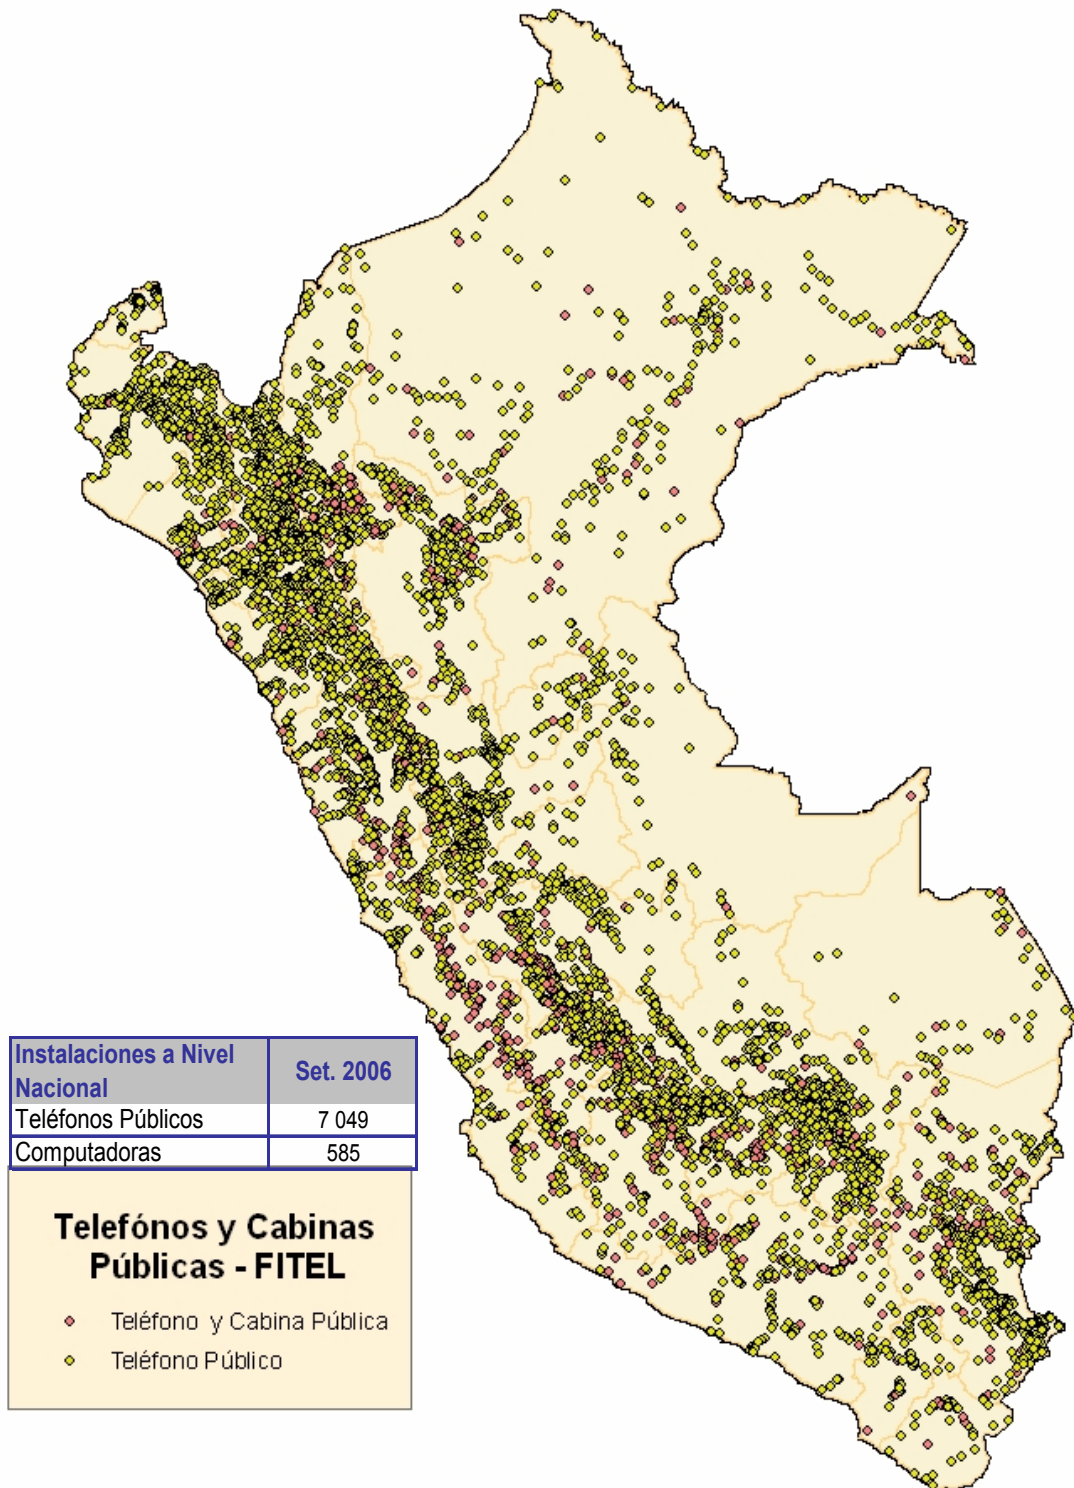 Instalaciones a Nivel
Nacional
Set. 2006
Teléfonos Públicos 7 049
Computadoras 585
Telefónos y Cabinas
Públicas - FITEL
Teléfono y Cabina Pública
Teléfono Público